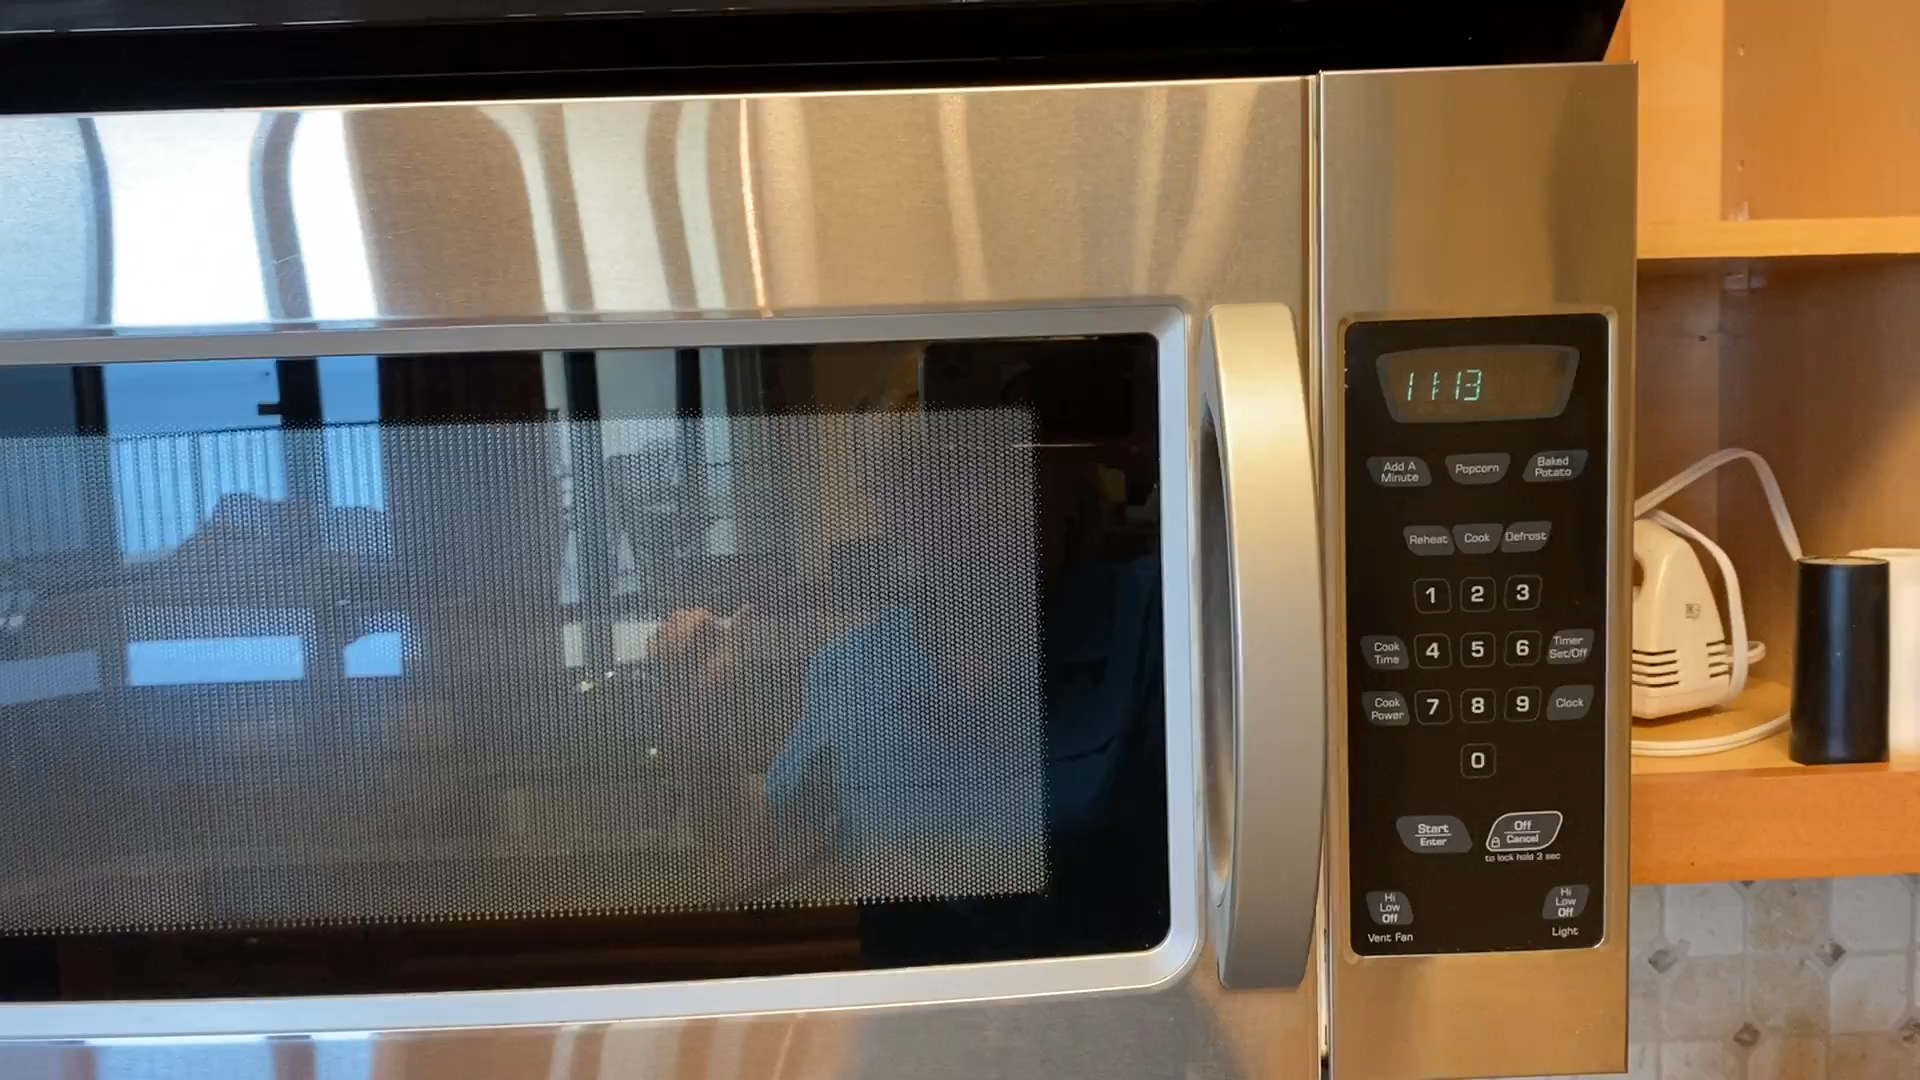 11:13
Add A
Minute
Popcorn
Baked
Potato
Reheat
Cook
Defrost
1 2 3
Cook
Time
4 5 6
Timer
Set/Off
Cook
Power
7 8 9
Clock
0
Start
Enter
Off
Cancel
to lock hold 3 sec
Hi
Low
Off
Vent Fan
Hi
Low
Off
Light